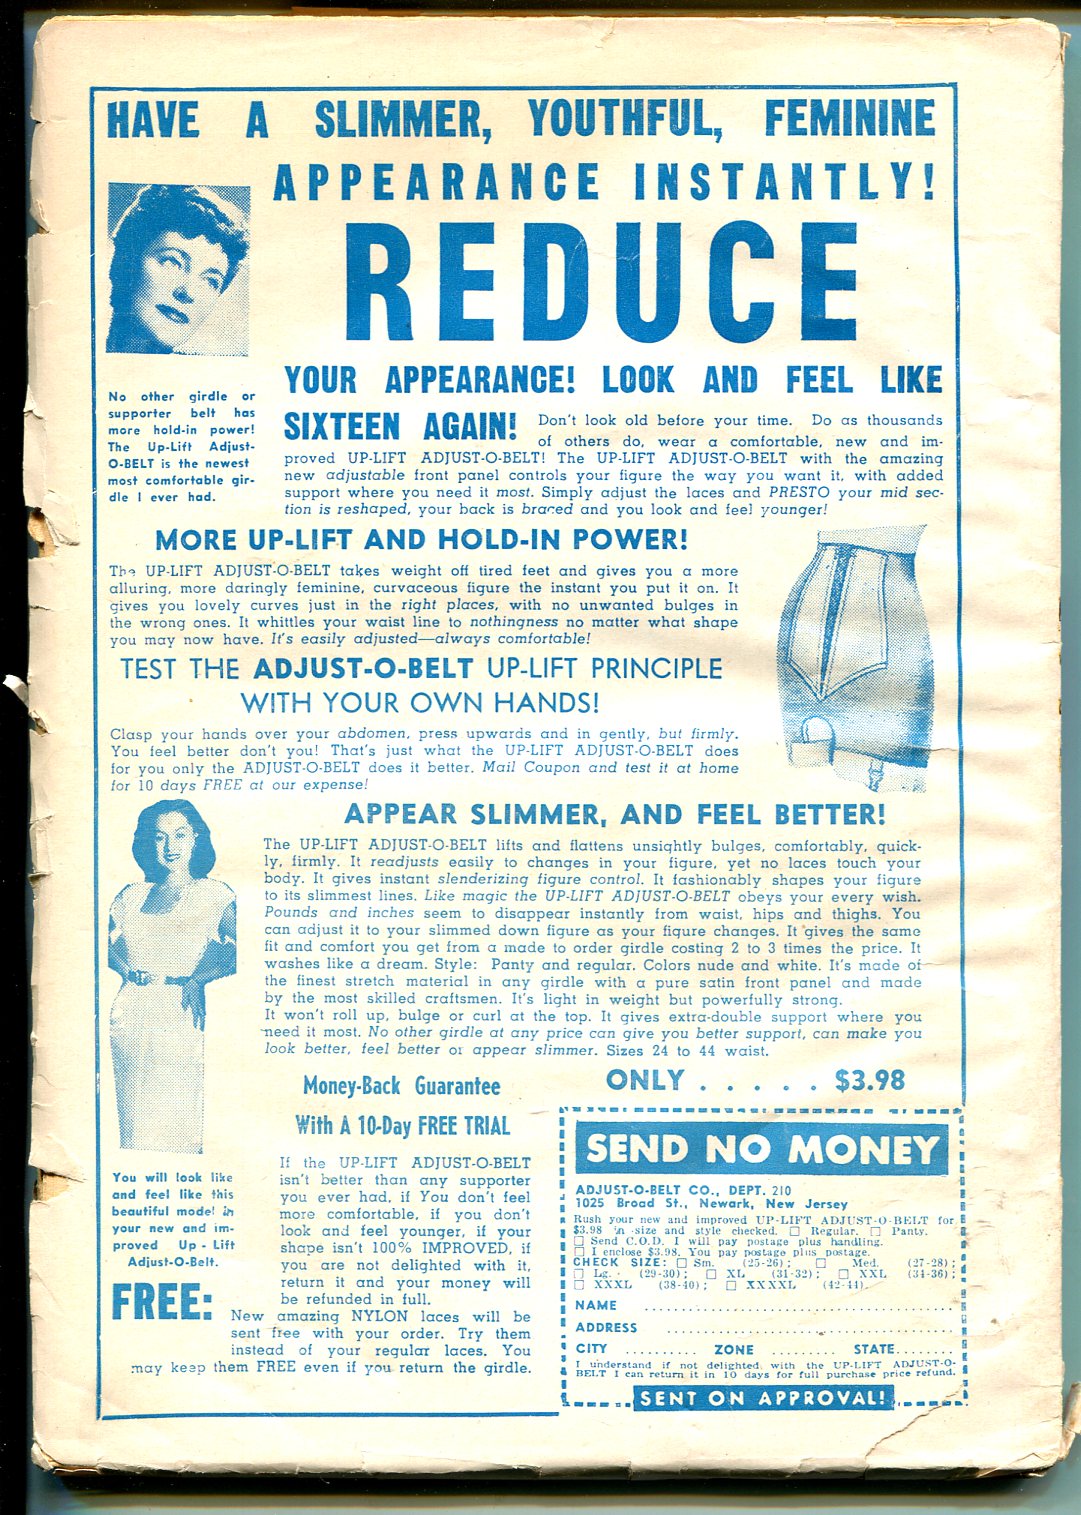 HAVE A SLIMMER, YOUTHFUL, FEMININE
APPEARANCE INSTANTLY!
REDUCE
YOUR APPEARANCE! LOOK AND FEEL LIKE
SIXTEEN AGAIN! Don't look old before your time. Do as thousands
of others do, wear a comfortable, new and im-
proved UP-LIFT ADJUST-O-BELT! The UP-LIFT ADJUST-O-BELT with the amazing
new adjustable front panel controls your figure the way you want it, with added
support where you need it most. Simply adjust the laces and PRESTO your mid sec-
tion is reshaped, your back is braced and you look and feel younger!
No other girdle or
supporter belt has
more hold-in power!
The Up-Lift Adjust-
O-BELT is the newest
most comfortable gir-
dle I ever had.
MORE UP-LIFT AND HOLD-IN POWER!
The UP-LIFT ADJUST-O-BELT takes weight off tired feet and gives you a more
alluring, more daringly feminine, curvaceous figure the instant you put it on. It
gives you lovely curves just in the right places, with no unwanted bulges in
the wrong ones. It whittles your waist line to nothingness no matter what shape
you may now have. It's easily adjusted—always comfortable!
TEST THE ADJUST-O-BELT UP-LIFT PRINCIPLE
WITH YOUR OWN HANDS!
Clasp your hands over your abdomen, press upwards and in gently, but firmly.
You feel better don't you! That's just what the UP-LIFT ADJUST-O-BELT does
for you only the ADJUST-O-BELT does it better. Mail Coupon and test it at home
for 10 days FREE at our expense!
APPEAR SLIMMER, AND FEEL BETTER!
The UP-LIFT ADJUST-O-BELT lifts and flattens unsightly bulges, comfortably, quick-
ly, firmly. It readjusts easily to changes in your figure, yet no laces touch your
body. It gives instant slenderizing figure control. It fashionably shapes your figure
to its slimmest lines. Like magic the UP-LIFT ADJUST-O-BELT obeys your every wish.
Pounds and inches seem to disappear instantly from waist, hips and thighs. You
can adjust it to your slimmed down figure as your figure changes. It gives the same
fit and comfort you get from a made to order girdle costing 2 to 3 times the price. It
washes like a dream. Style: Panty and regular. Colors nude and white. It's made of
the finest stretch material in any girdle with a pure satin front panel and made
by the most skilled craftsmen. It's light in weight but powerfully strong.
It won't roll up, bulge or curl at the top. It gives extra-double support where you
need it most. No other girdle at any price can give you better support, can make you
look better, feel better or appear slimmer. Sizes 24 to 44 waist.
You will look like
and feel like this
beautiful model in
your new and im-
proved Up-Lift
Adjust-O-Belt.
Money-Back Guarantee
With A 10-Day FREE TRIAL
If the UP-LIFT ADJUST-O-BELT
isn't better than any supporter
you ever had, if You don't feel
more comfortable, if you don't
look and feel younger, if your
shape isn't 100% IMPROVED, if
you are not delighted with it,
return it and your money will
be refunded in full.
FREE: New amazing NYLON laces will be
sent free with your order. Try them
instead of your regular laces. You
may keep them FREE even if you return the girdle.
ONLY . . . . . $3.98
SEND NO MONEY
ADJUST-O-BELT CO., DEPT. 210
1025 Broad St., Newark, New Jersey
Rush your new and improved UP-LIFT ADJUST-O-BELT for
$3.98 in size and style checked. ☐ Regular. ☐ Panty.
☐ Send C.O.D. I will pay postage plus handling.
☐ I enclose $3.98. You pay postage plus postage.
CHECK SIZE: ☐ Sm. (25-26); ☐ Med. (27-28);
☐ Lg. (29-30); ☐ XL (31-32); ☐ XXL (34-36);
☐ XXXL (38-40); ☐ XXXXL (42-44).
NAME ........................................
ADDRESS ........................................
CITY .......... ZONE ......... STATE........
I understand if not delighted with the UP-LIFT ADJUST-O-
BELT I can return it in 10 days for full purchase price refund.
SENT ON APPROVAL!